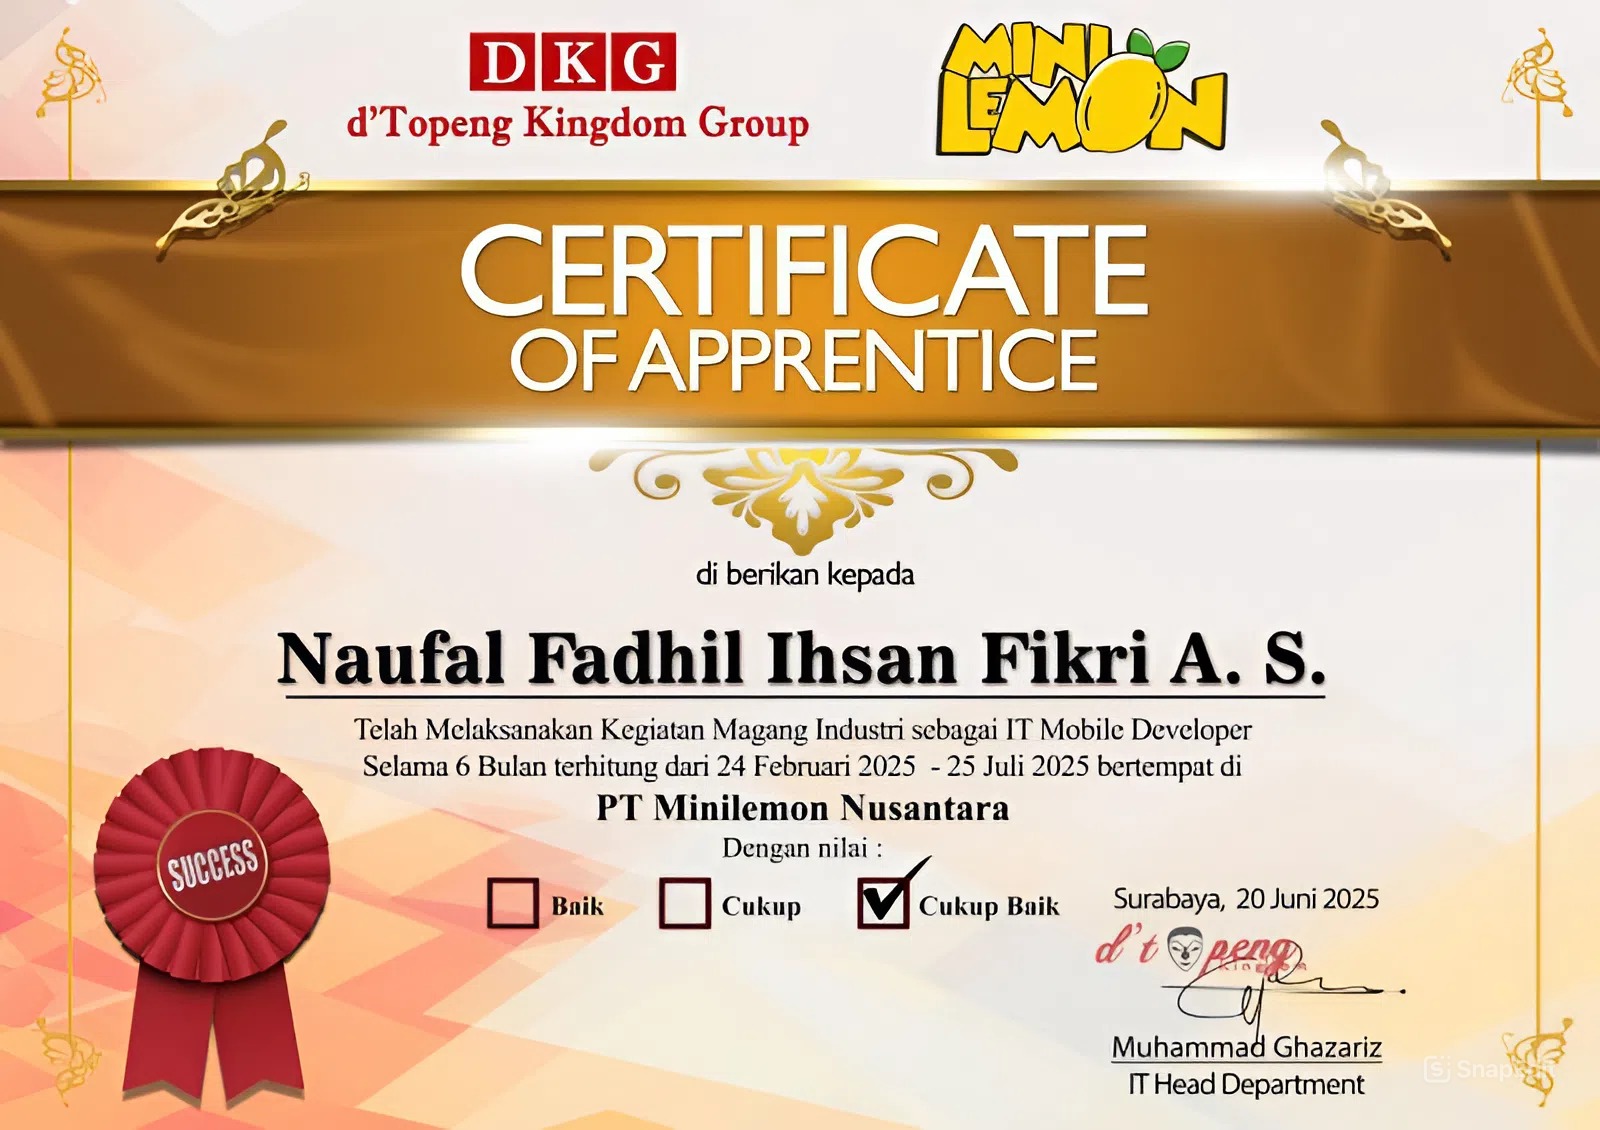 DKG
d'Topeng Kingdom Group
MINI
LEMON
CERTIFICATE
OF APPRENTICE
di berikan kepada
Naufal Fadhil Ihsan Fikri A. S.
Telah Melaksanakan Kegiatan Magang Industri sebagai IT Mobile Developer
Selama 6 Bulan terhitung dari 24 Februari 2025 - 25 Juli 2025 bertempat di
PT Minilemon Nusantara
Dengan nilai :
Baik Cukup Cukup Baik
SUCCESS
Surabaya, 20 Juni 2025
d't peng
kingdom
Muhammad Ghazariz
IT Head Department